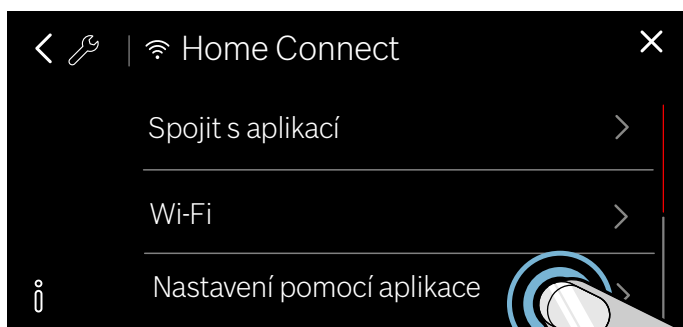 Home Connect
Spojit s aplikací
Wi-Fi
Nastavení pomocí aplikace